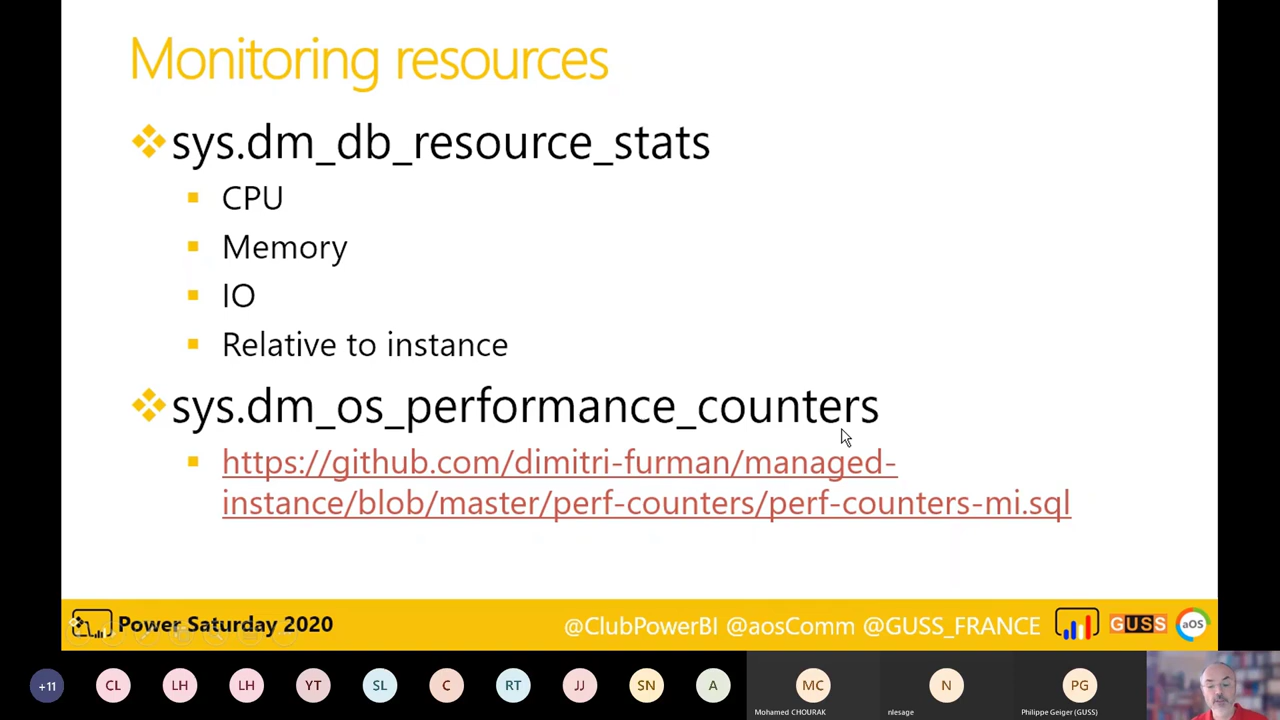 Monitoring resources
sys.dm_db_resource_stats
CPU
Memory
IO
Relative to instance
sys.dm_os_performance_counters
https://github.com/dimitri-furman/managed-
instance/blob/master/perf-counters/perf-counters-mi.sql
Power Saturday 2020
@ClubPowerBI @aosComm @GUSS_FRANCE
GUSS
aOS
+11
CL
LH
LH
YT
SL
C
RT
JJ
SN
A
MC
N
PG
Mohamed CHOURAK
nlesage
Philippe Geiger (GUSS)